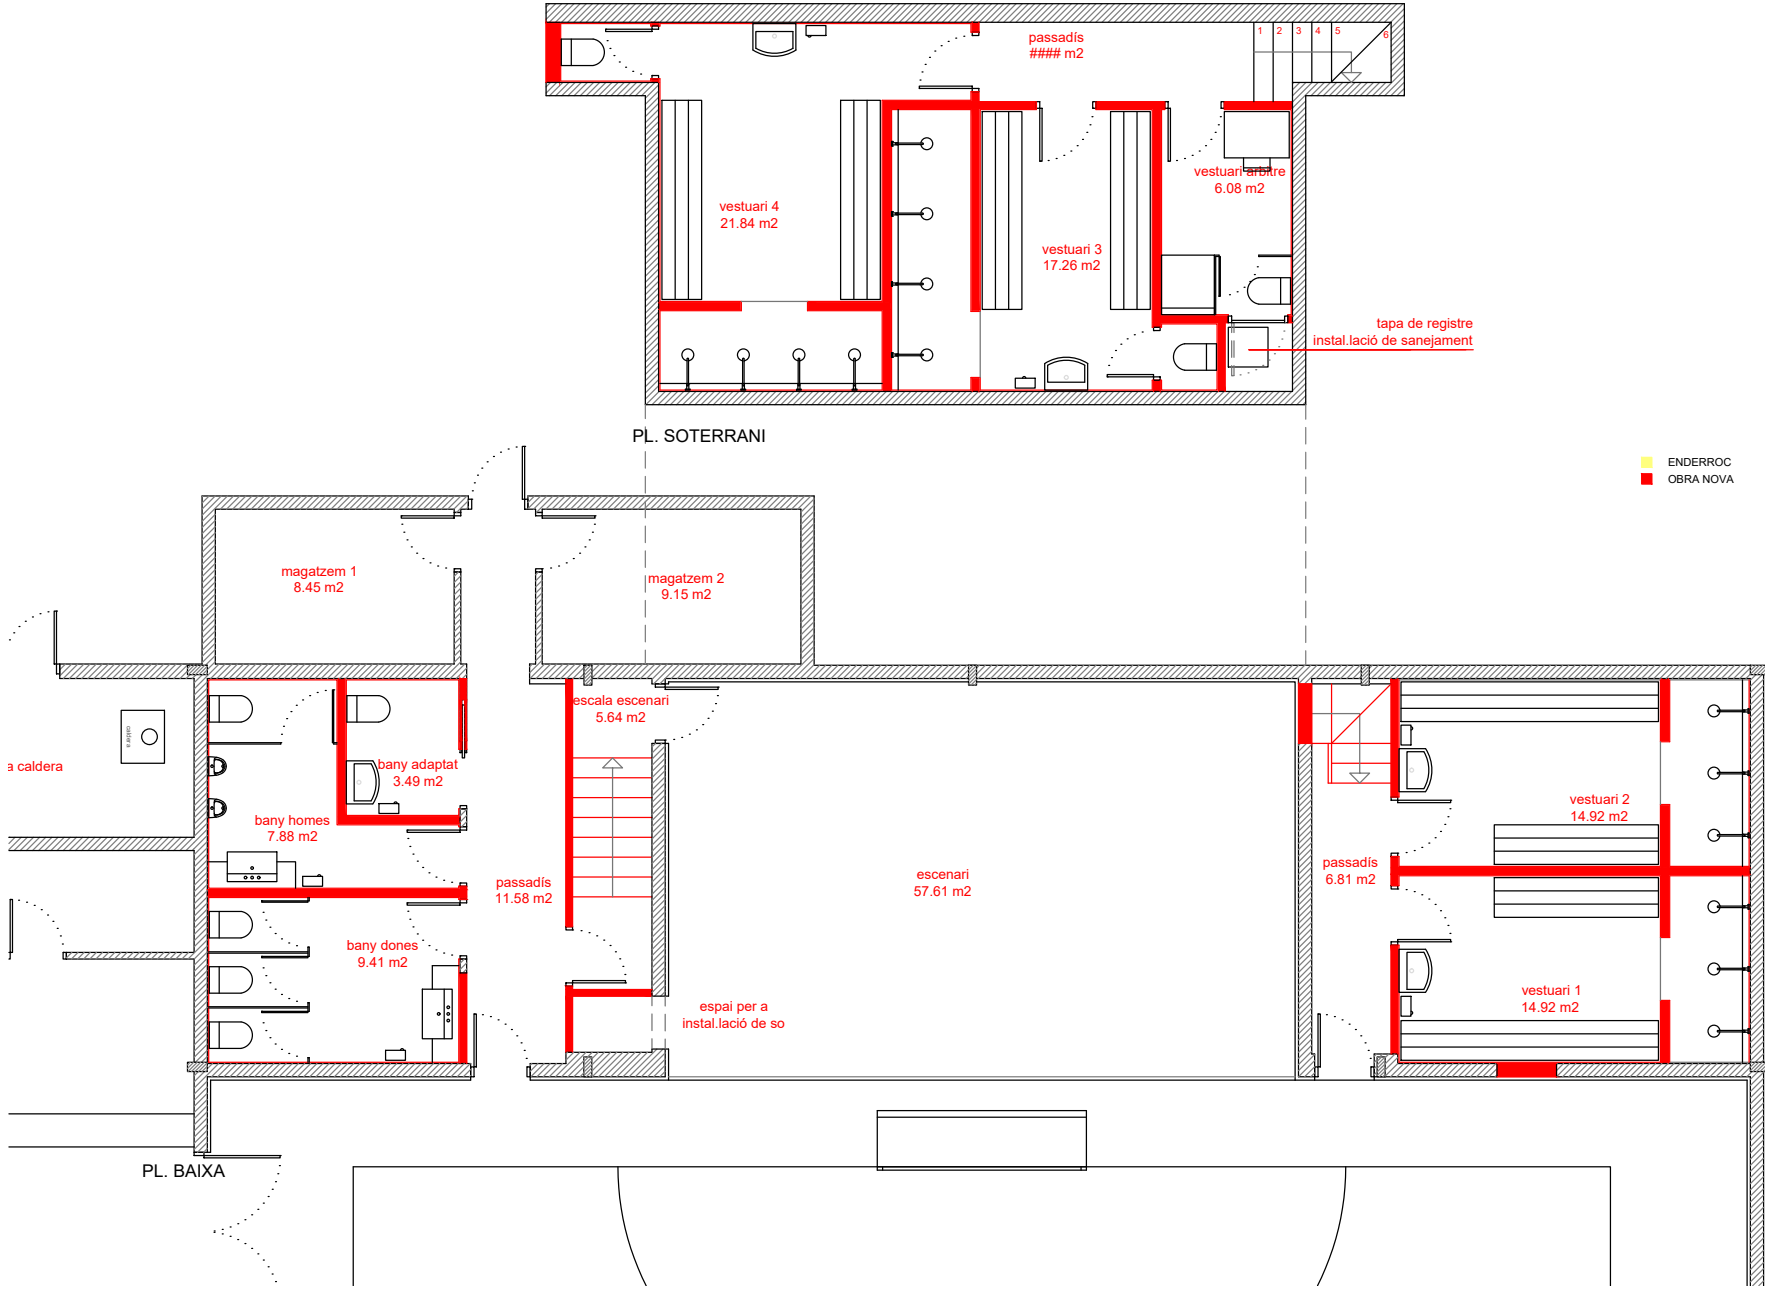 passadís
#### m2
1 2 3 4 5 6
vestuari arbitre
6.08 m2
vestuari 4
21.84 m2
vestuari 3
17.26 m2
tapa de registre
instal.lació de sanejament
PL. SOTERRANI
ENDERROC
OBRA NOVA
magatzem 1
8.45 m2
magatzem 2
9.15 m2
escala escenari
5.64 m2
caldera
a caldera
bany adaptat
3.49 m2
bany homes
7.88 m2
vestuari 2
14.92 m2
passadís
6.81 m2
escenari
57.61 m2
passadís
11.58 m2
bany dones
9.41 m2
vestuari 1
14.92 m2
espai per a
instal.lació de so
PL. BAIXA